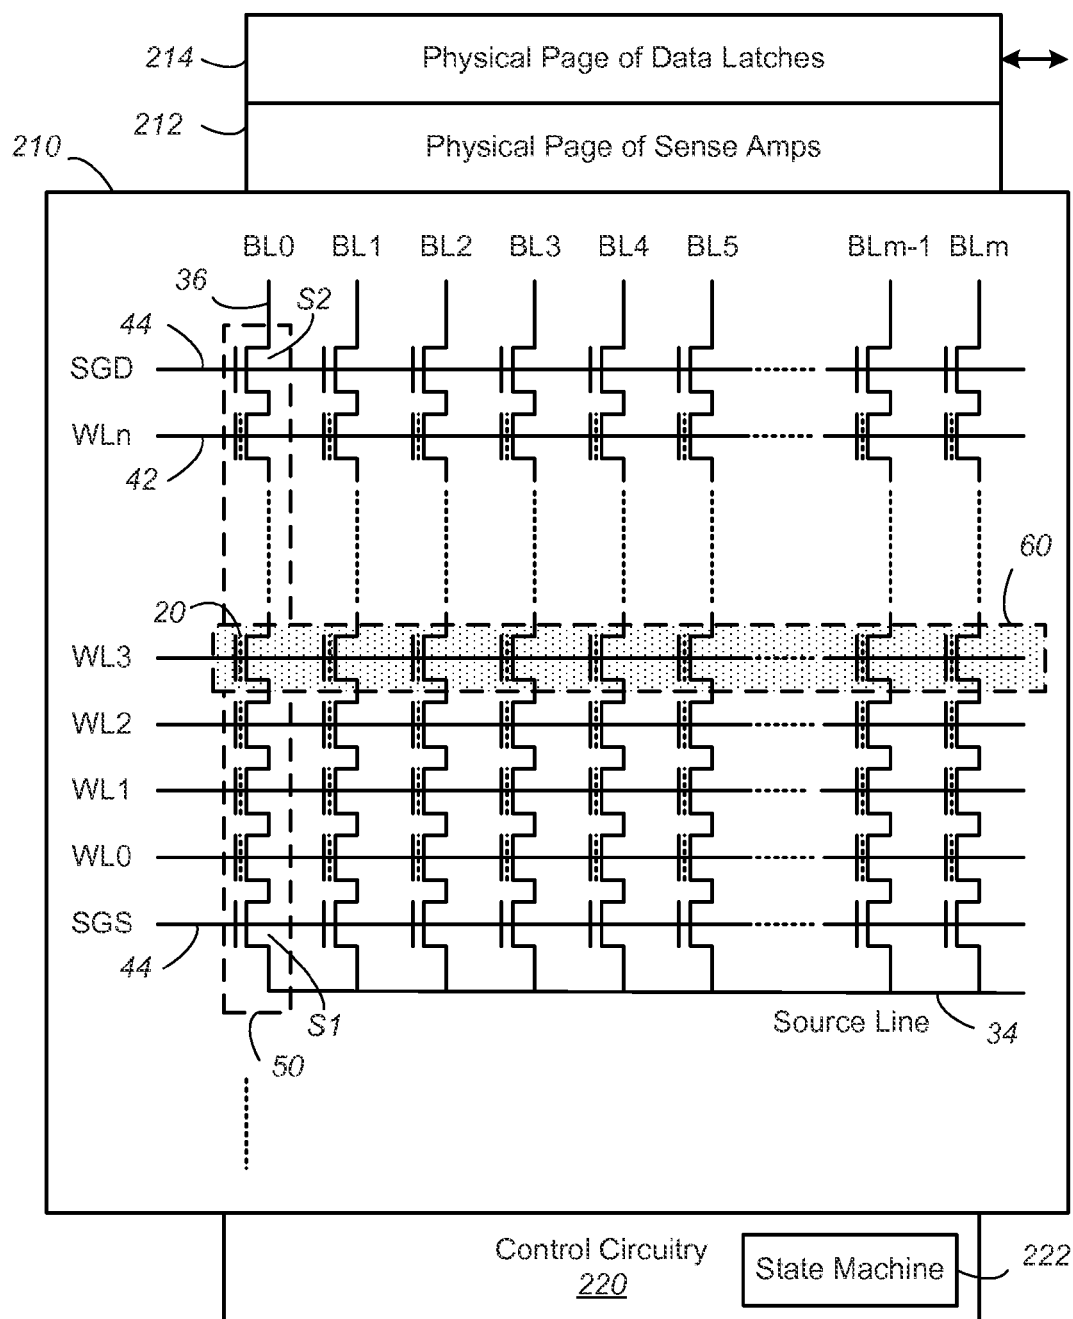 214
Physical Page of Data Latches
212
Physical Page of Sense Amps
210
BL0 BL1 BL2 BL3 BL4 BL5 BLm-1 BLm
36
S2
44
SGD
WLn
42
60
20
WL3
WL2
WL1
WL0
SGS
44
S1
Source Line
34
50
Control Circuitry
220
State Machine
222